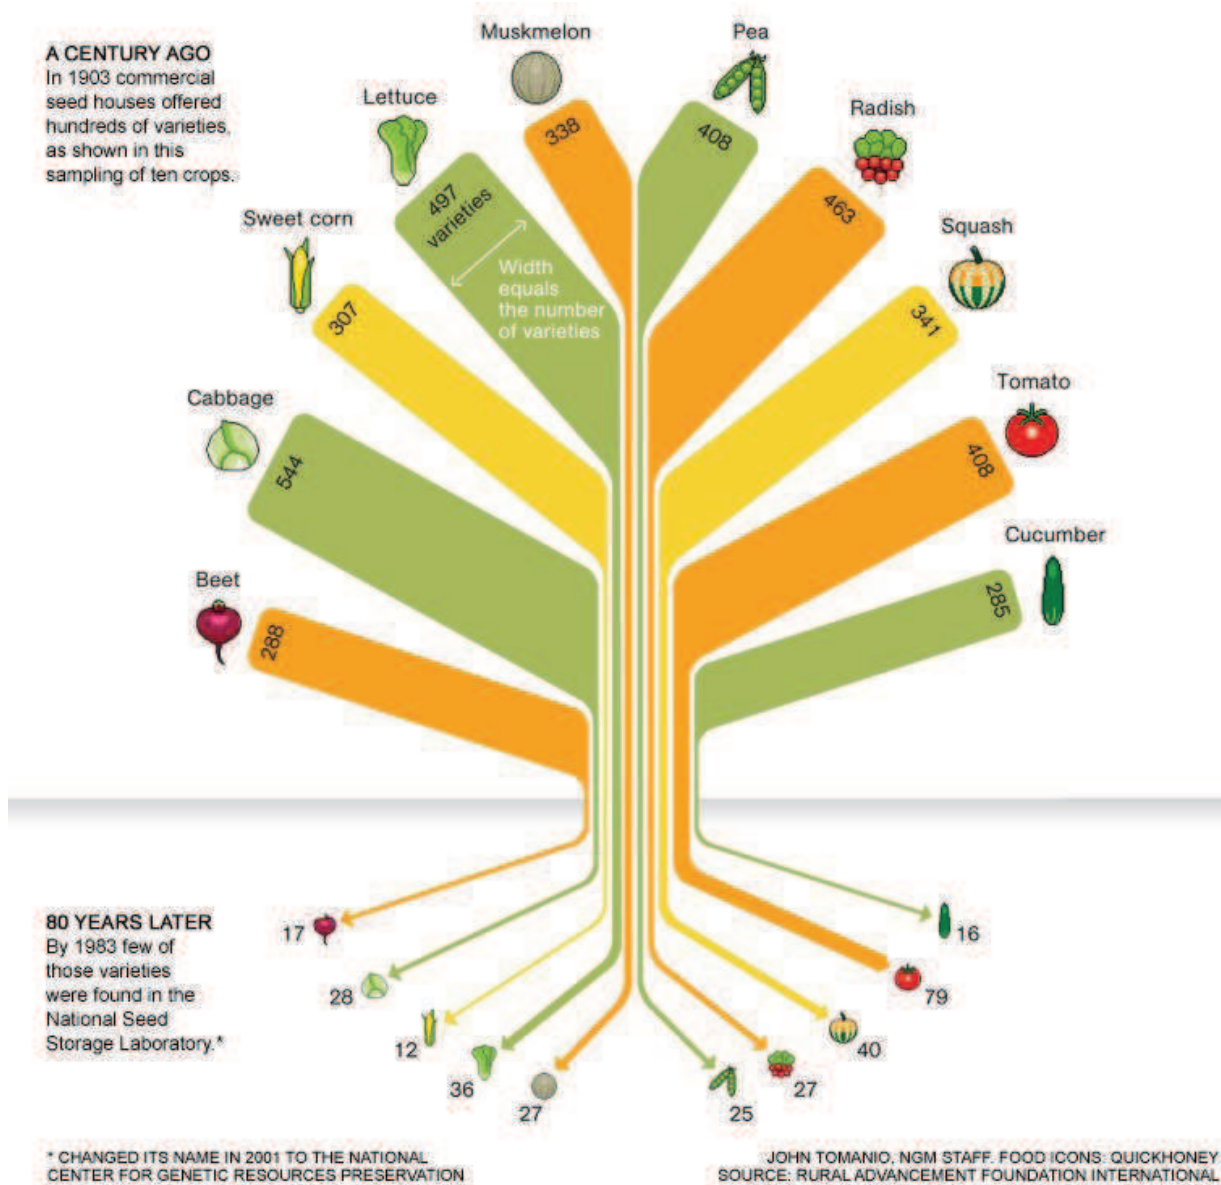 A CENTURY AGO
In 1903 commercial
seed houses offered
hundreds of varieties,
as shown in this
sampling of ten crops.
Muskmelon
338
Pea
408
Lettuce
497
varieties
Width
equals
the number
of varieties
Radish
463
Sweet corn
307
Squash
341
Cabbage
544
Tomato
408
Beet
288
Cucumber
285
80 YEARS LATER
By 1983 few of
those varieties
were found in the
National Seed
Storage Laboratory.*
17
28
12
36
27
25
27
40
79
16
* CHANGED ITS NAME IN 2001 TO THE NATIONAL
CENTER FOR GENETIC RESOURCES PRESERVATION
JOHN TOMANIO, NGM STAFF. FOOD ICONS: QUICKHONEY
SOURCE: RURAL ADVANCEMENT FOUNDATION INTERNATIONAL